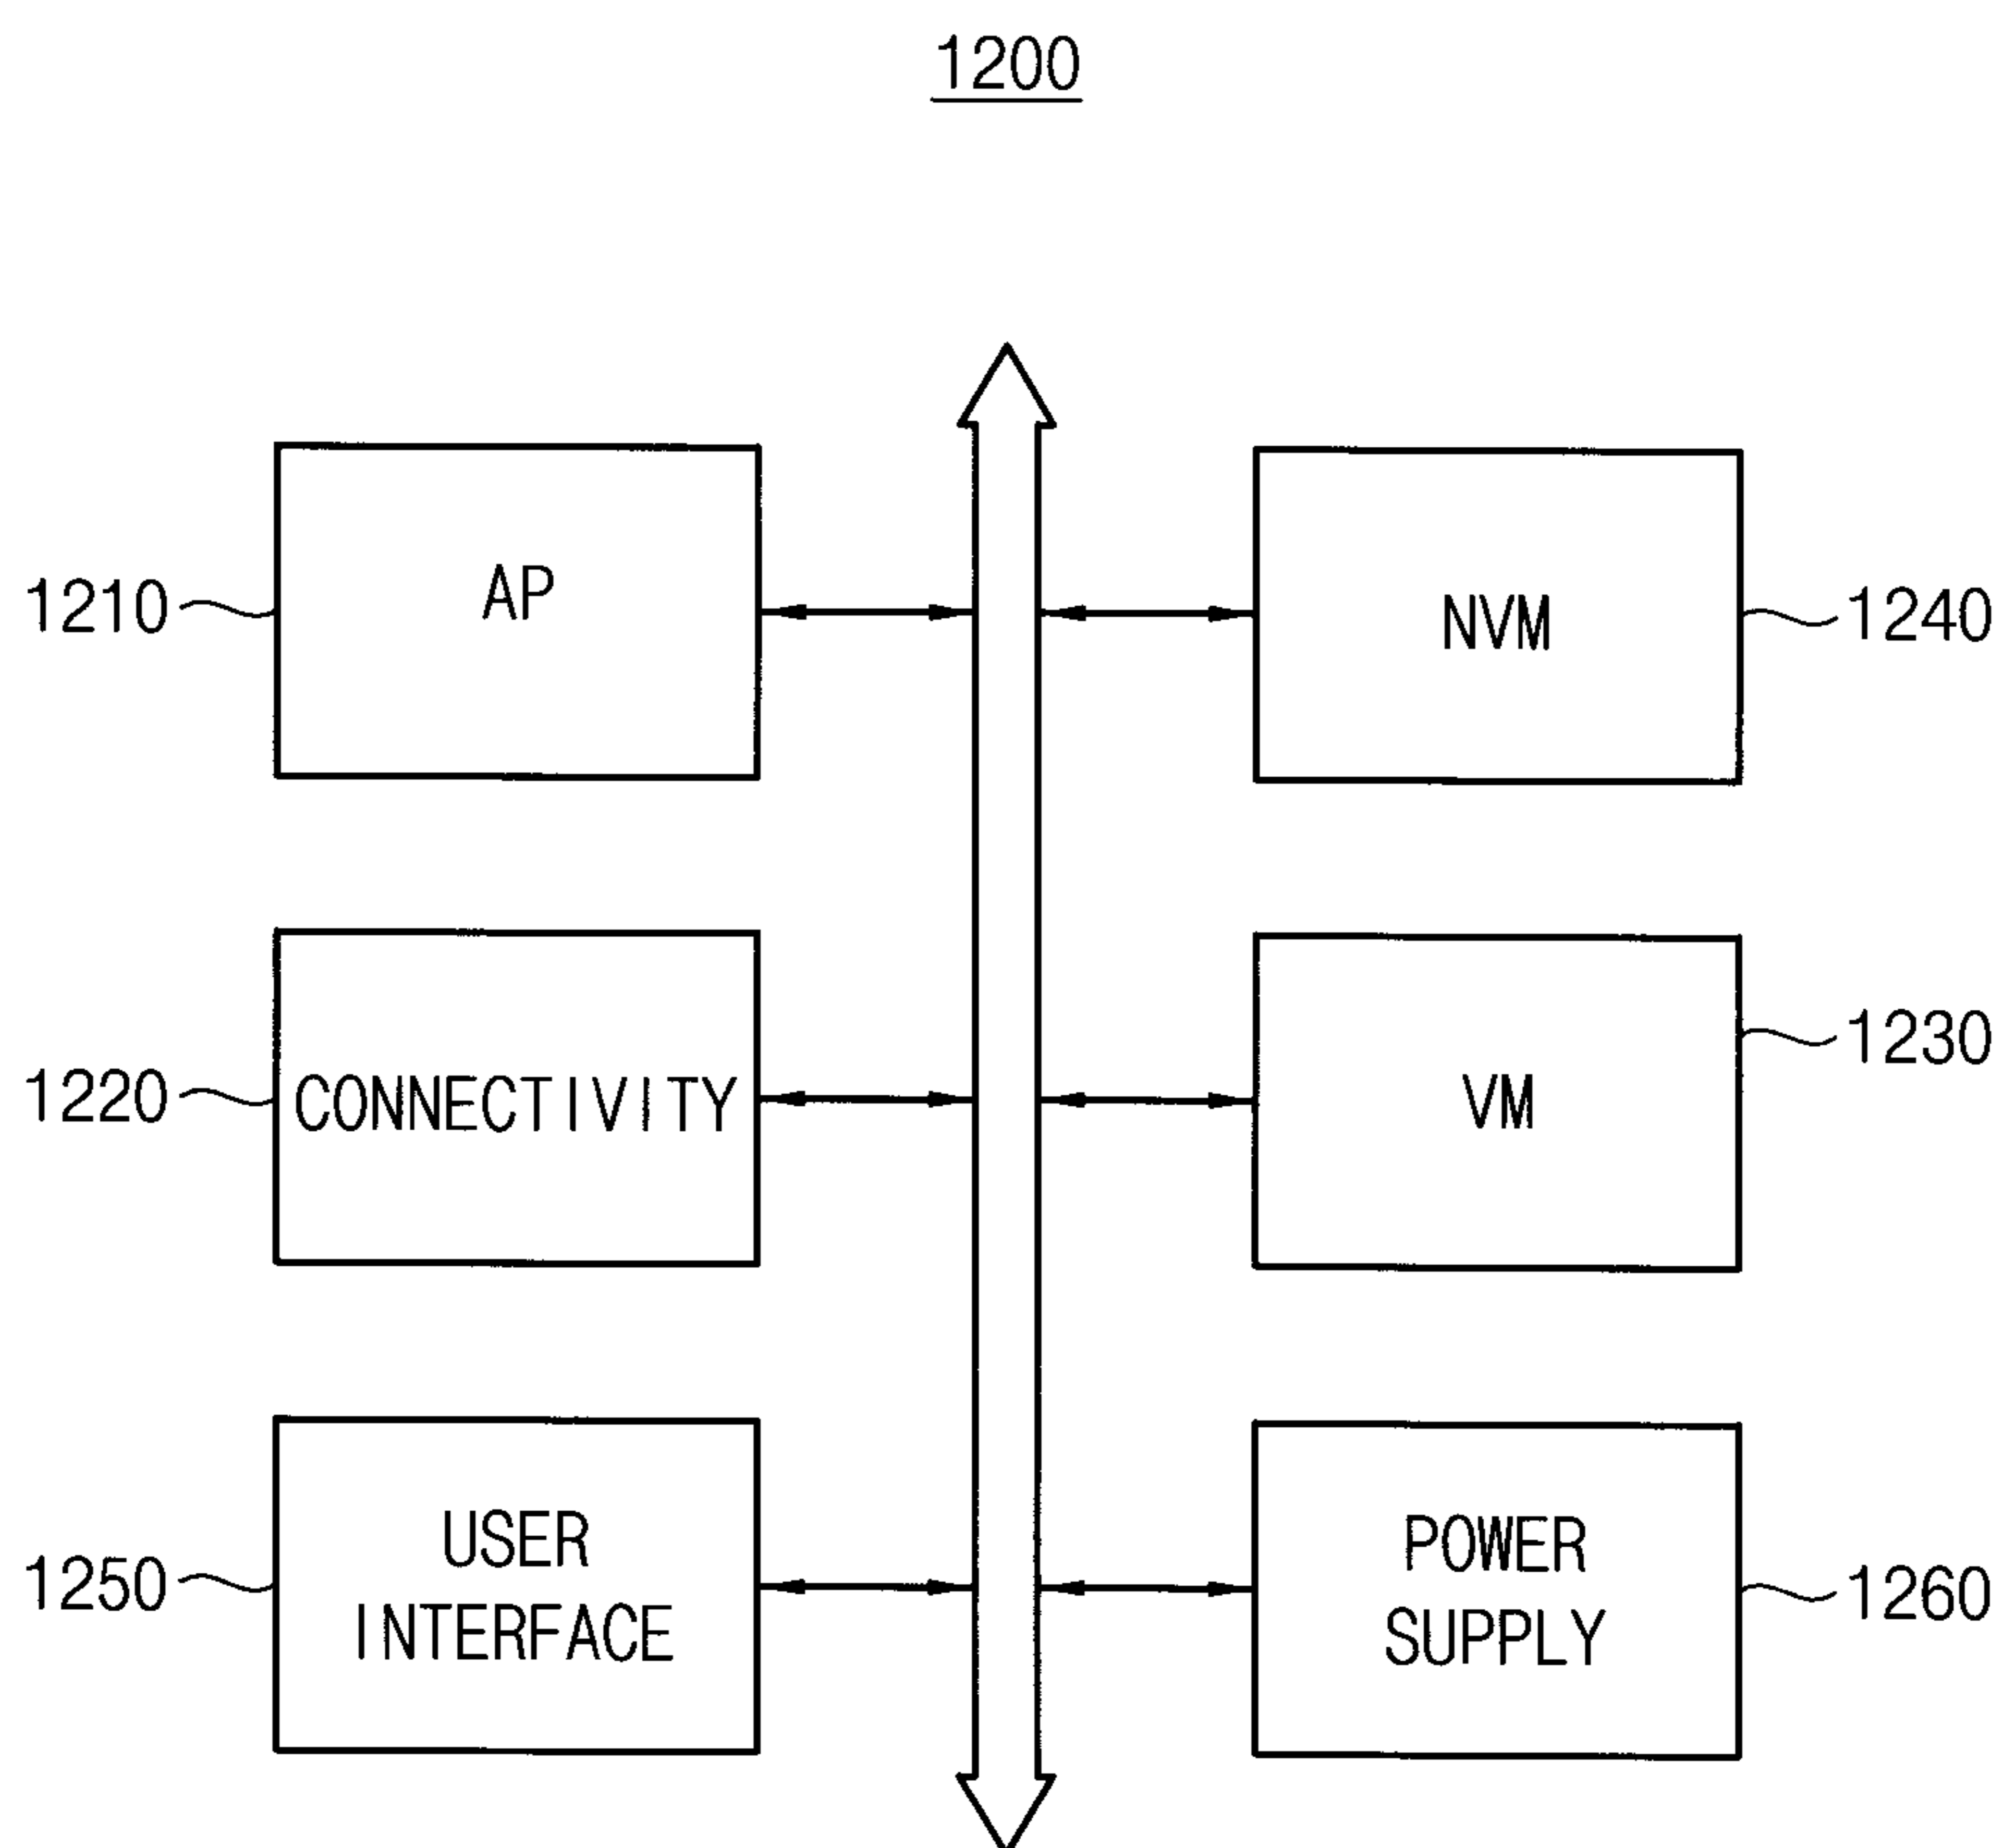 1200
1210
AP
NVM
1240
1220
CONNECTIVITY
VM
1230
1250
USER
INTERFACE
POWER
SUPPLY
1260